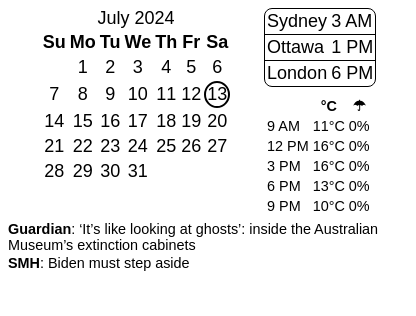 July 2024
Su Mo Tu We Th Fr Sa
1 2 3 4 5 6
7 8 9 10 11 12 13
14 15 16 17 18 19 20
21 22 23 24 25 26 27
28 29 30 31
Sydney 3 AM
Ottawa 1 PM
London 6 PM
°C ☂
9 AM 11°C 0%
12 PM 16°C 0%
3 PM 16°C 0%
6 PM 13°C 0%
9 PM 10°C 0%
Guardian: ‘It’s like looking at ghosts’: inside the Australian
Museum’s extinction cabinets
SMH: Biden must step aside